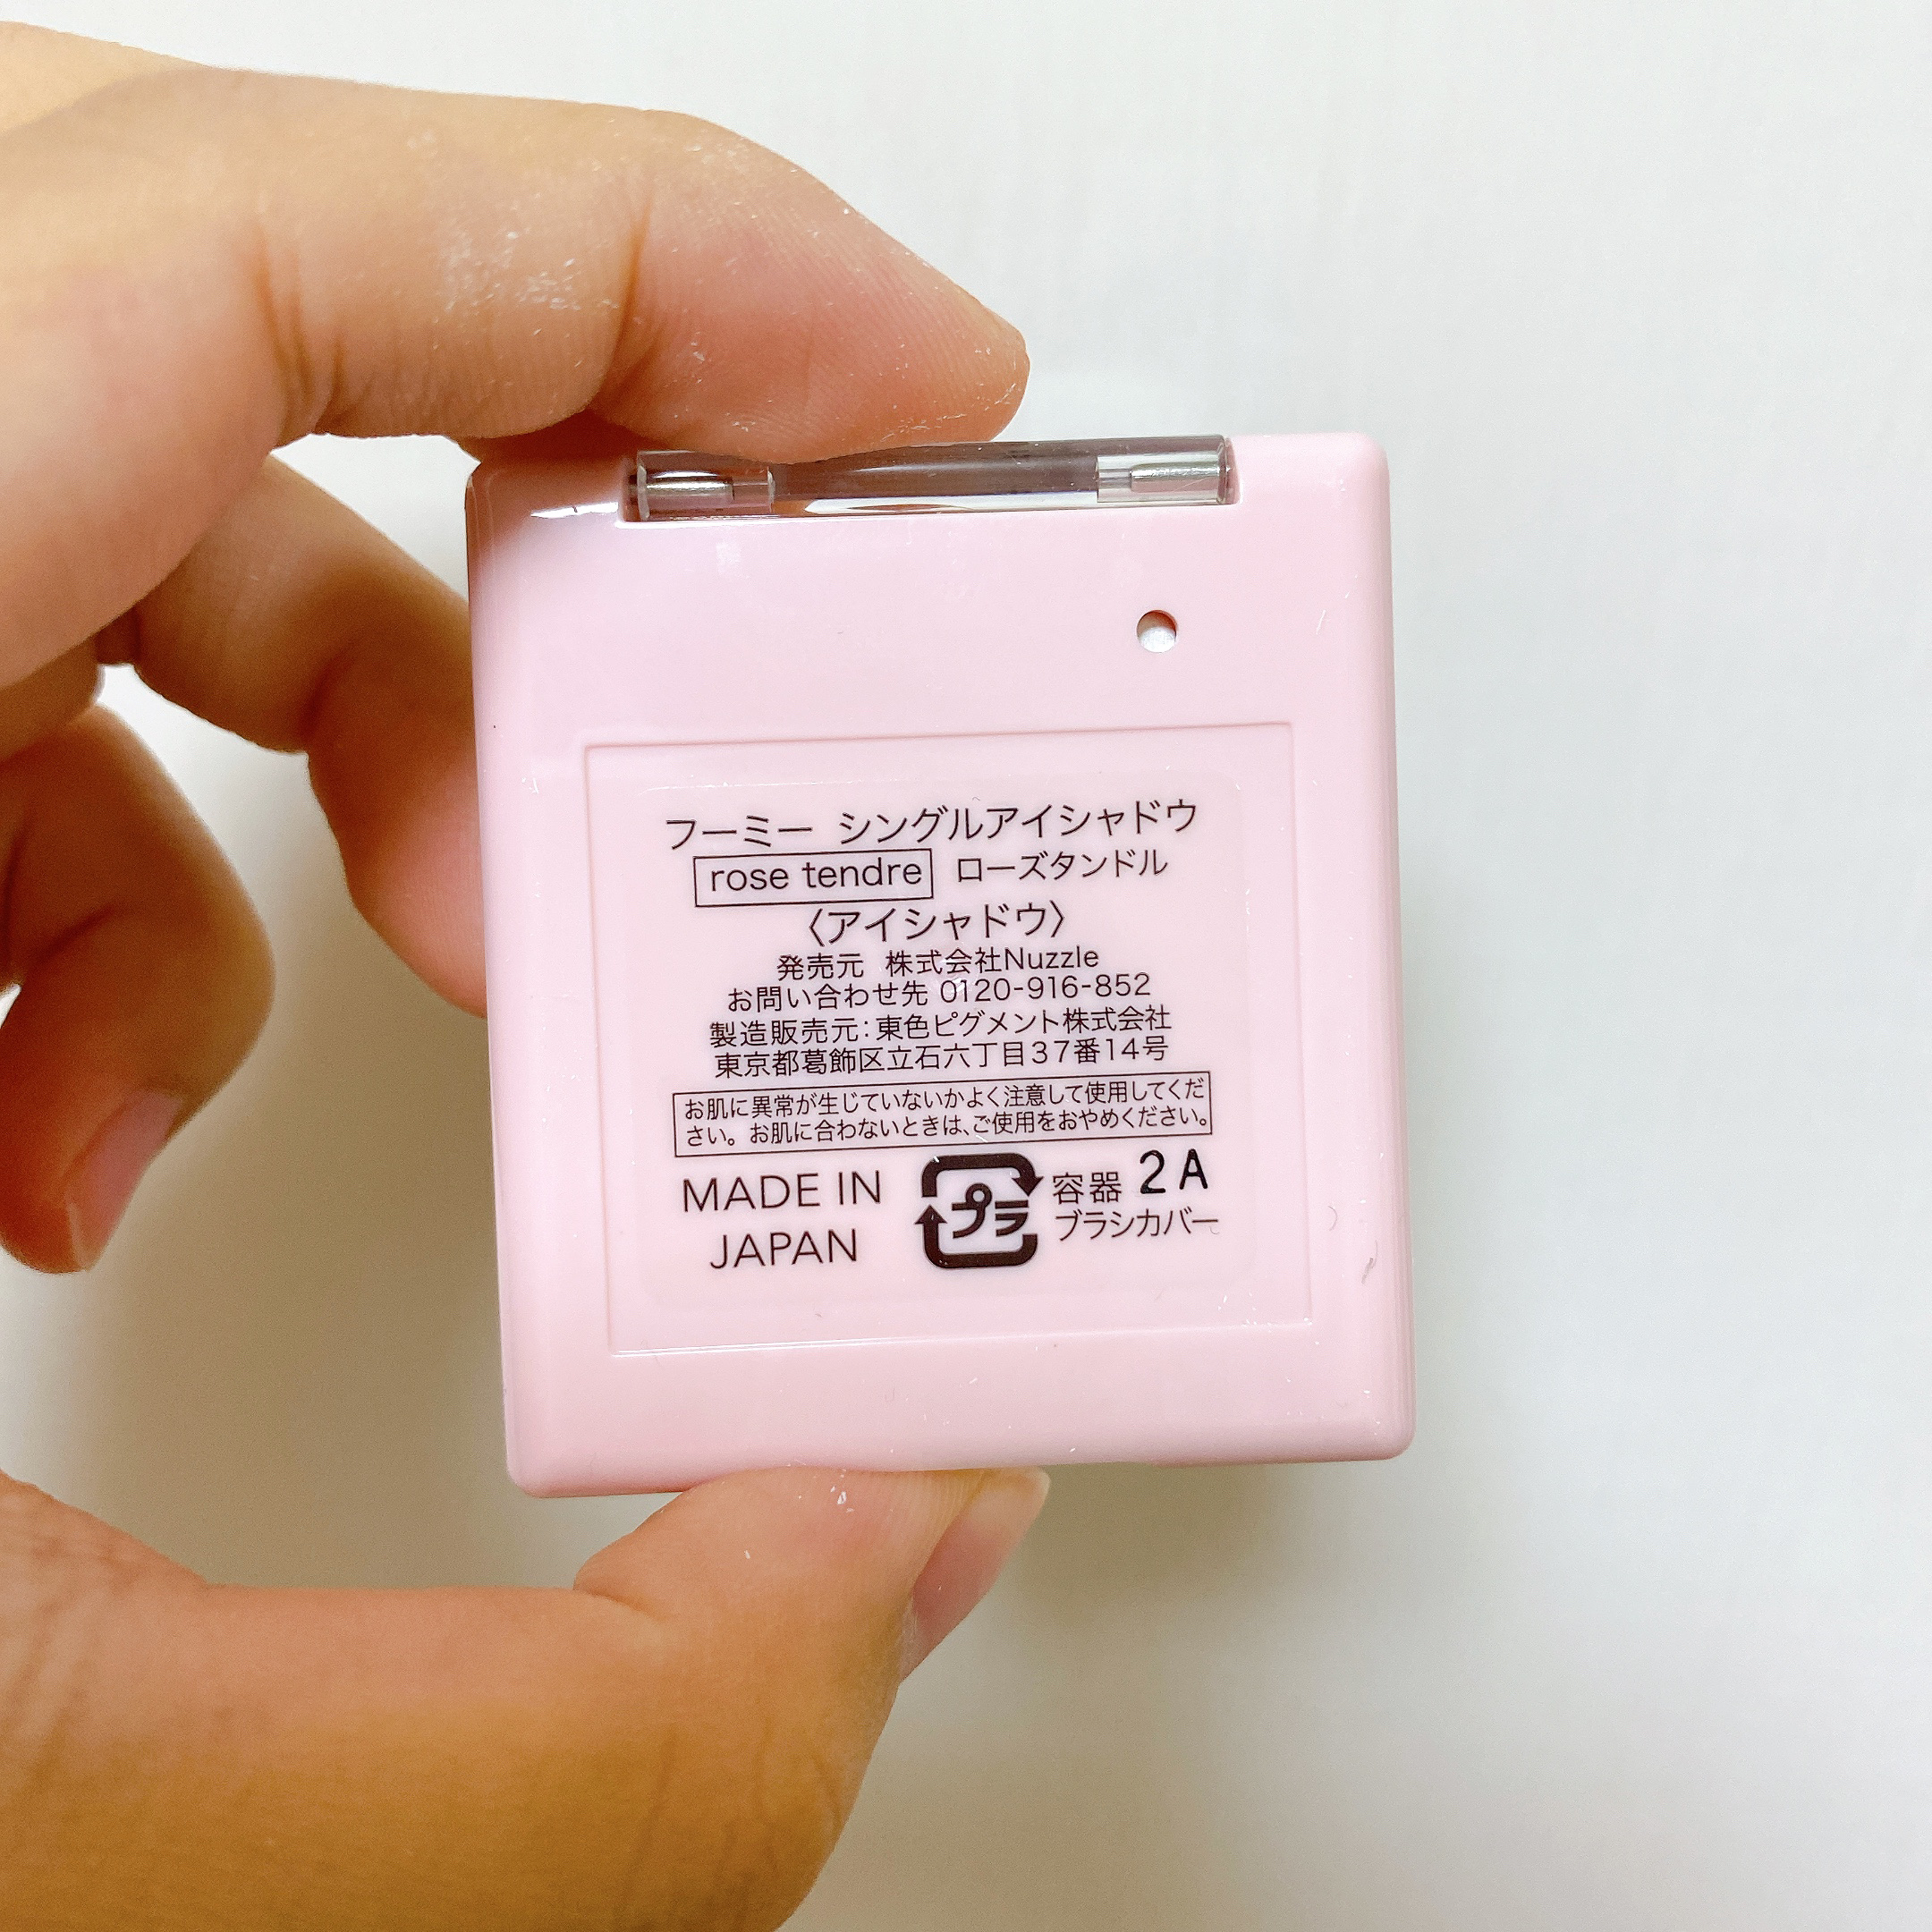 フーミー シングルアイシャドウ
rose tendre ローズタンドル
〈アイシャドウ〉
発売元 株式会社Nuzzle
お問い合わせ先 0120-916-852
製造販売元：東色ピグメント株式会社
東京都葛飾区立石六丁目37番14号
お肌に異常が生じていないかよく注意して使用してくだ
さい。お肌に合わないときは、ご使用をおやめください。
MADE IN
JAPAN
プラ
容器 2A
ブラシカバー